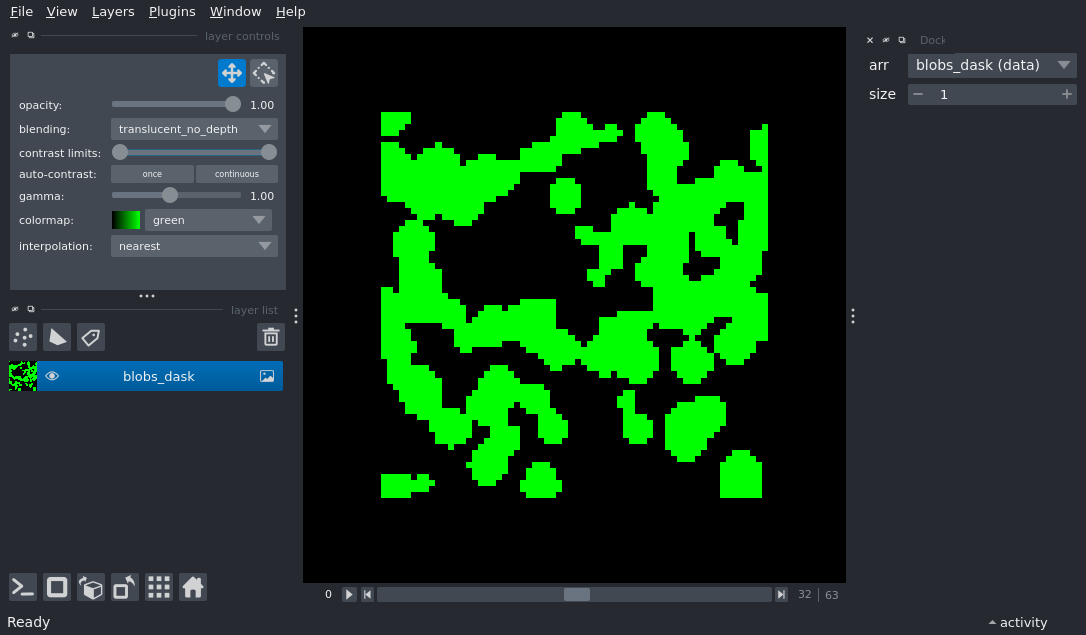 File View Layers Plugins Window Help
layer controls
opacity: 1.00
blending: translucent_no_depth
contrast limits:
auto-contrast: once continuous
gamma: 1.00
colormap: green
interpolation: nearest
layer list
blobs_dask
0 32 63
Dock
arr blobs_dask (data)
size 1
Ready activity